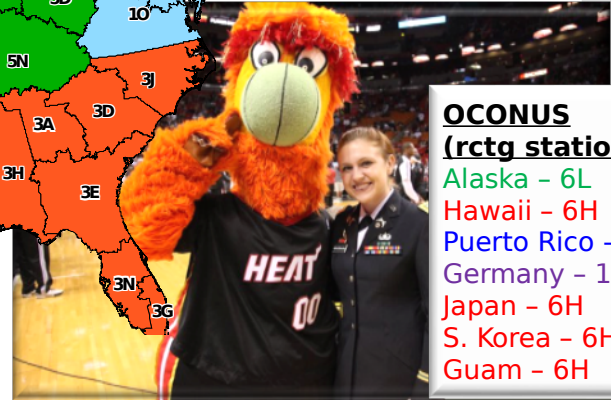 1O
5N
3J
3D
3A
3H
3E
3N
3G
HEAT
00
OCONUS
(rctg statio
Alaska – 6L
Hawaii – 6H
Puerto Rico –
Germany – 1
Japan – 6H
S. Korea – 6H
Guam – 6H